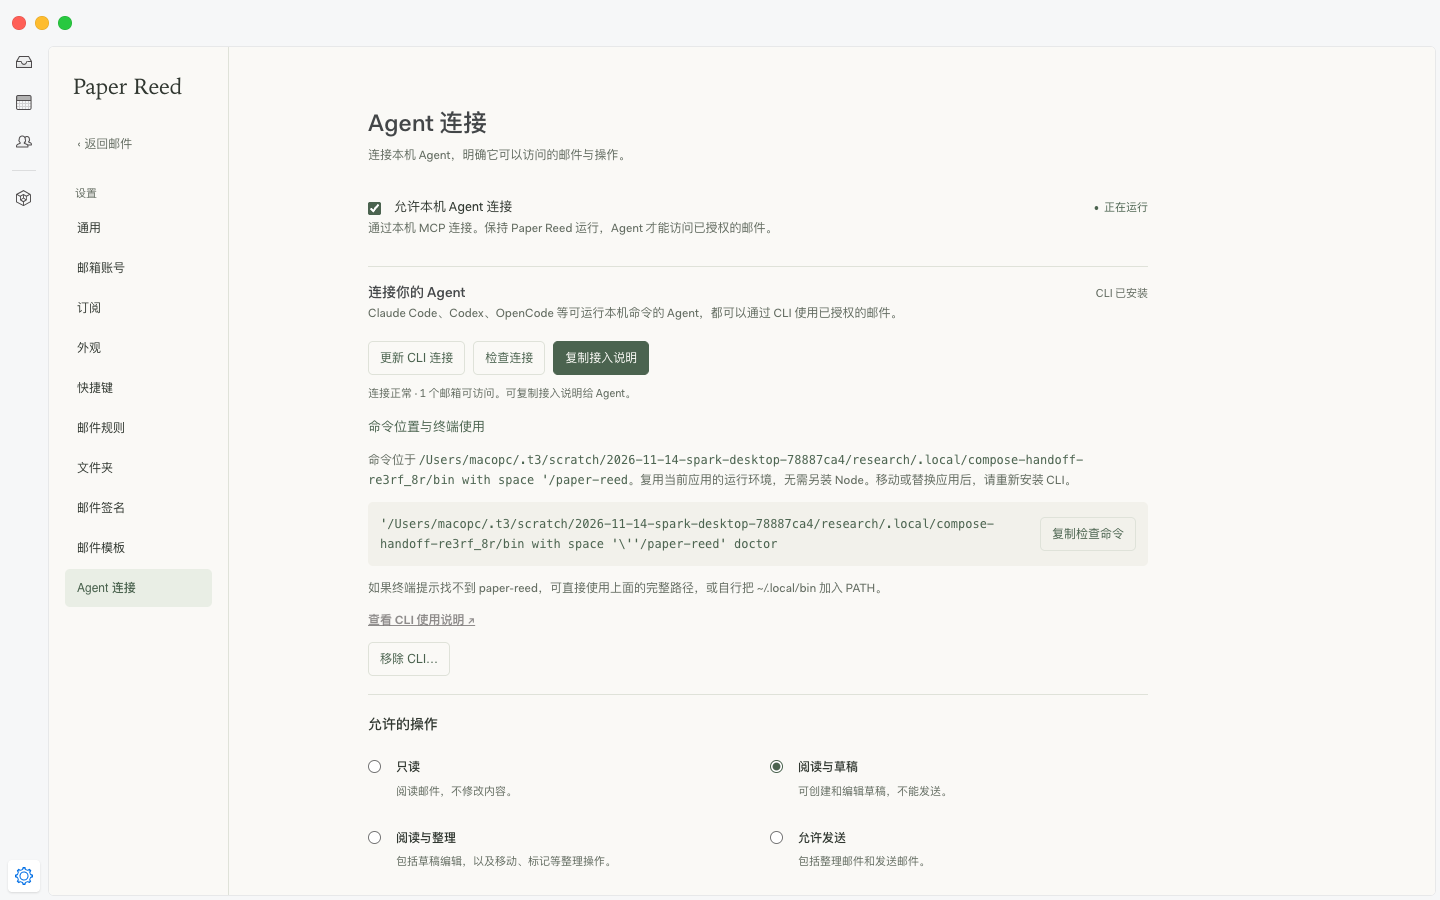 Paper Reed
‹ 返回邮件
设置
通用
邮箱账号
订阅
外观
快捷键
邮件规则
文件夹
邮件签名
邮件模板
Agent 连接
Agent 连接
连接本机 Agent，明确它可以访问的邮件与操作。
允许本机 Agent 连接
正在运行
通过本机 MCP 连接。保持 Paper Reed 运行，Agent 才能访问已授权的邮件。
连接你的 Agent
CLI 已安装
Claude Code、Codex、OpenCode 等可运行本机命令的 Agent，都可以通过 CLI 使用已授权的邮件。
更新 CLI 连接
检查连接
复制接入说明
连接正常 · 1 个邮箱可访问。可复制接入说明给 Agent。
命令位置与终端使用
命令位于 /Users/macopc/.t3/scratch/2026-11-14-spark-desktop-78887ca4/research/.local/compose-handoff-
re3rf_8r/bin with space '/paper-reed。复用当前应用的运行环境，无需另装 Node。移动或替换应用后，请重新安装 CLI。
'/Users/macopc/.t3/scratch/2026-11-14-spark-desktop-78887ca4/research/.local/compose-
handoff-re3rf_8r/bin with space '\''/paper-reed' doctor
复制检查命令
如果终端提示找不到 paper-reed，可直接使用上面的完整路径，或自行把 ~/.local/bin 加入 PATH。
查看 CLI 使用说明 ↗
移除 CLI…
允许的操作
只读
阅读邮件，不修改内容。
阅读与草稿
可创建和编辑草稿，不能发送。
阅读与整理
包括草稿编辑，以及移动、标记等整理操作。
允许发送
包括整理邮件和发送邮件。